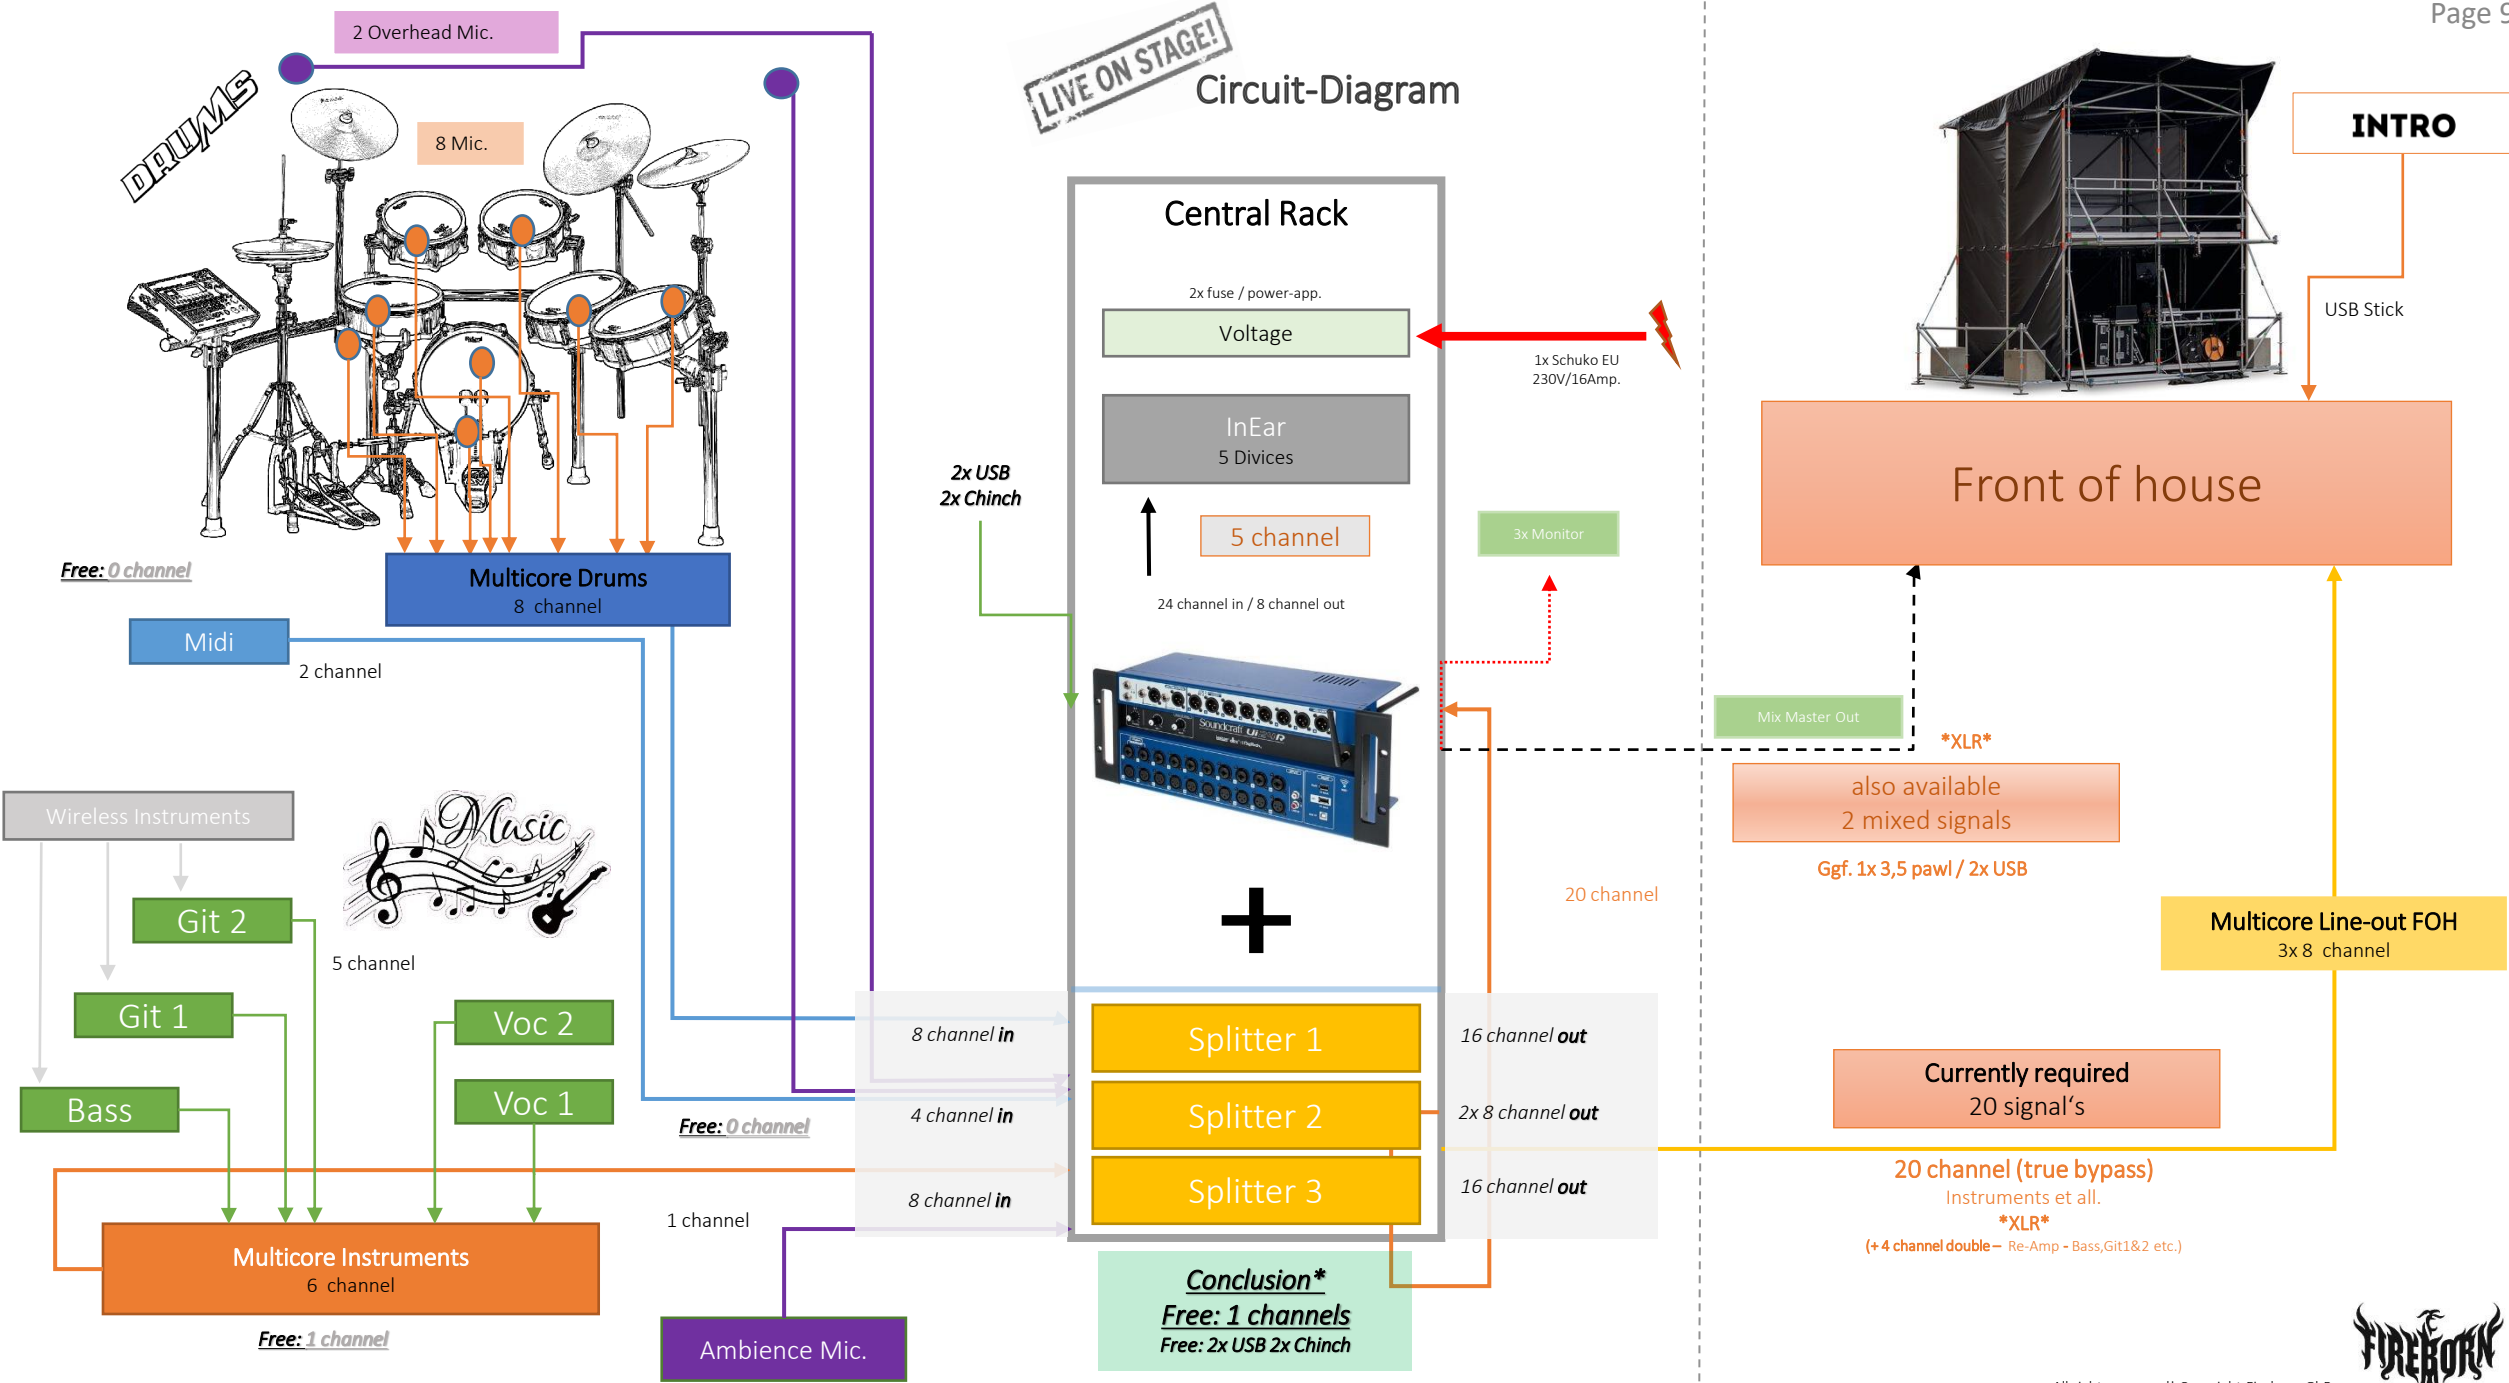 Page 9
2 Overhead Mic.
LIVE ON STAGE!
Circuit-Diagram
DRUMS
8 Mic.
INTRO
USB Stick
Central Rack
2x fuse / power-app.
Voltage
1x Schuko EU
230V/16Amp.
InEar
5 Divices
2x USB
2x Chinch
5 channel
3x Monitor
Front of house
24 channel in / 8 channel out
Free: 0 channel
Multicore Drums
8 channel
Midi
2 channel
Soundcraft Ui24R
Mix Master Out
*XLR*
also available
2 mixed signals
Ggf. 1x 3,5 pawl / 2x USB
Wireless Instruments
Music
Git 2
5 channel
20 channel
Multicore Line-out FOH
3x 8 channel
Git 1
Voc 2
Bass
Voc 1
8 channel in
Splitter 1
16 channel out
4 channel in
Splitter 2
2x 8 channel out
Free: 0 channel
8 channel in
Splitter 3
16 channel out
Currently required
20 signal‘s
20 channel (true bypass)
Instruments et all.
*XLR*
(+ 4 channel double – Re-Amp - Bass,Git1&2 etc.)
1 channel
Multicore Instruments
6 channel
Free: 1 channel
Ambience Mic.
Conclusion*
Free: 1 channels
Free: 2x USB 2x Chinch
FIREBORN